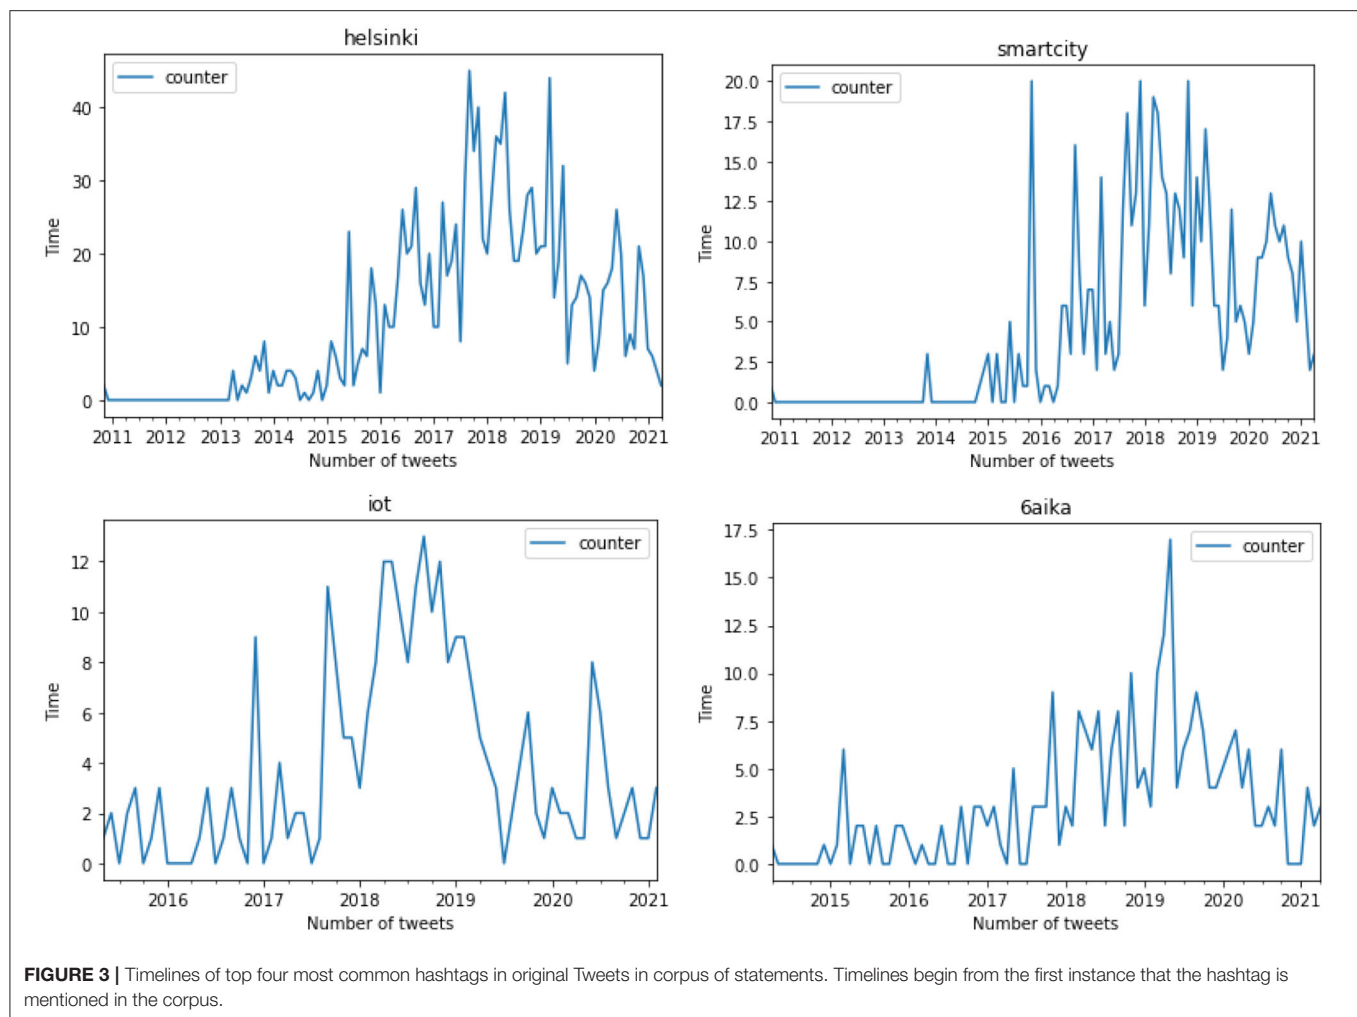 helsinki
counter
40
30
20
10
0
Time
2011 2012 2013 2014 2015 2016 2017 2018 2019 2020 2021
Number of tweets
smartcity
counter
20.0
17.5
15.0
12.5
10.0
7.5
5.0
2.5
0.0
Time
2011 2012 2013 2014 2015 2016 2017 2018 2019 2020 2021
Number of tweets
iot
counter
12
10
8
6
4
2
0
Time
2016 2017 2018 2019 2020 2021
Number of tweets
6aika
counter
17.5
15.0
12.5
10.0
7.5
5.0
2.5
0.0
Time
2015 2016 2017 2018 2019 2020 2021
Number of tweets
FIGURE 3 | Timelines of top four most common hashtags in original Tweets in corpus of statements. Timelines begin from the first instance that the hashtag is
mentioned in the corpus.